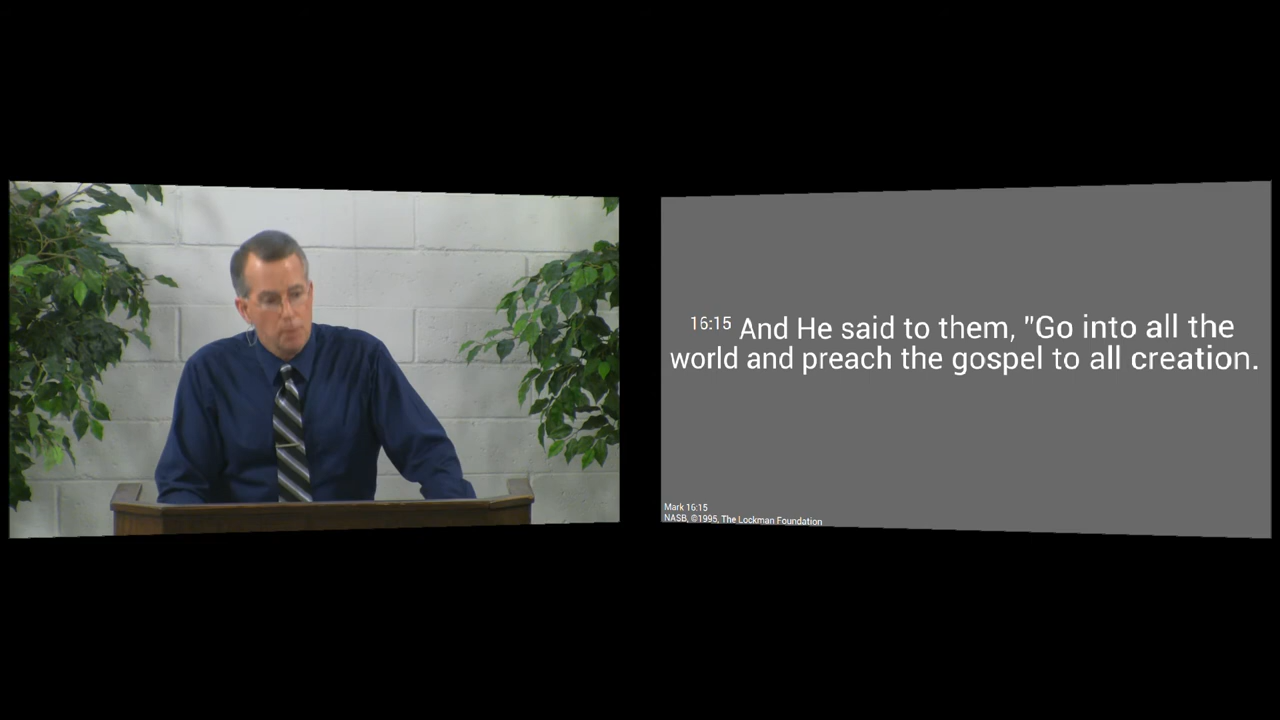 16:15 And He said to them, "Go into all the
world and preach the gospel to all creation.
Mark 16:15
NASB, ©1995, The Lockman Foundation